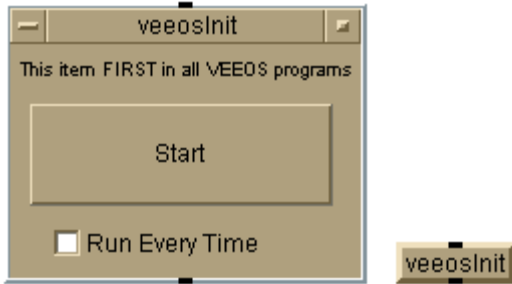 veeosInit
This item FIRST in all VEEOS programs
Start
Run Every Time
veeosInit